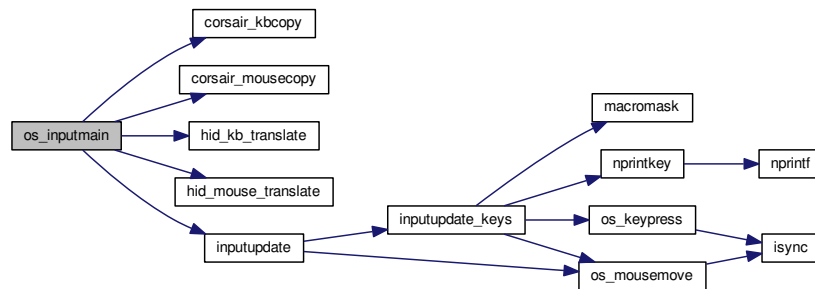 corsair_kbcopy
corsair_mousecopy
macromask
os_inputmain
hid_kb_translate
nprintkey
nprintf
hid_mouse_translate
inputupdate_keys
os_keypress
inputupdate
isync
os_mousemove